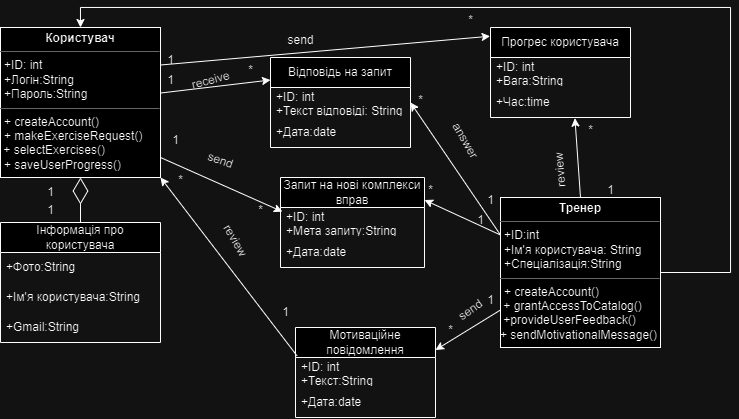 Користувач
+ID: int
+Логін:String
+Пароль:String
+ createAccount()
+ makeExerciseRequest()
+ selectExercises()
+ saveUserProgress()
1
1
Інформація про
користувача
+Фото:String
+Ім'я користувача:String
+Gmail:String
1
send
*
1
receive
*
Відповідь на запит
+ID: int
+Текст відповіді: String
+Дата:date
Прогрес користувача
+ID: int
+Вага:String
+Час:time
1
send
*
Запит на нові комплекси
вправ
+ID: int
+Мета запиту:String
+Дата:date
*
answer
1
*
1
*
review
1
Тренер
+ID:int
+Ім'я користувача: String
+Спеціалізація:String
+ createAccount()
+ grantAccessToCatalog()
+provideUserFeedback()
+ sendMotivationalMessage()
*
review
1
1
send
*
Мотиваційне
повідомлення
+ID: int
+Текст:String
+Дата:date